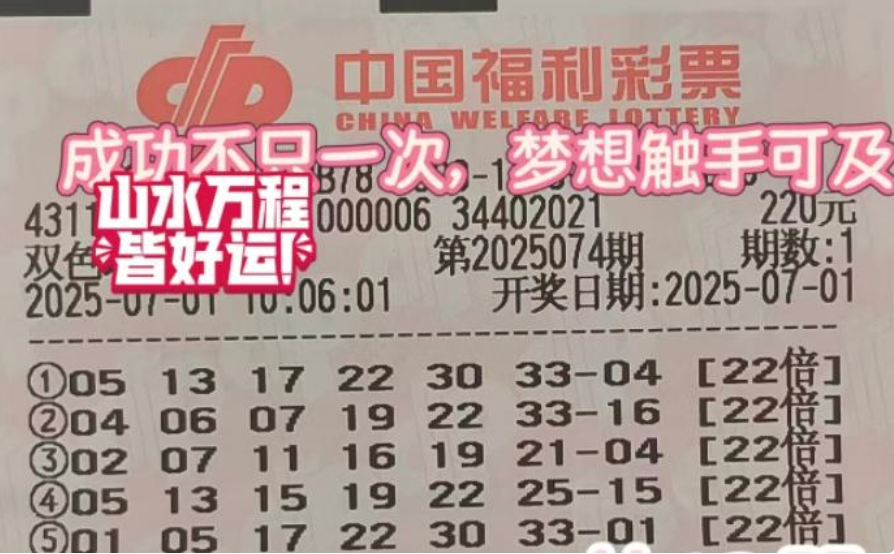 中国福利彩票
CHINA WELFARE LOTTERY
成功不只一次，梦想触手可及
山水万程
皆好运！
B78
4311
000006 34402021
220元
双色
第2025074期
期数:1
2025-07-01 10:06:01
开奖日期:2025-07-01
①05 13 17 22 30 33-04 [22倍]
②04 06 07 19 22 33-16 [22倍]
③02 07 11 16 19 21-04 [22倍]
④05 13 15 19 22 25-15 [22倍]
⑤01 05 17 22 30 33-01 [22倍]